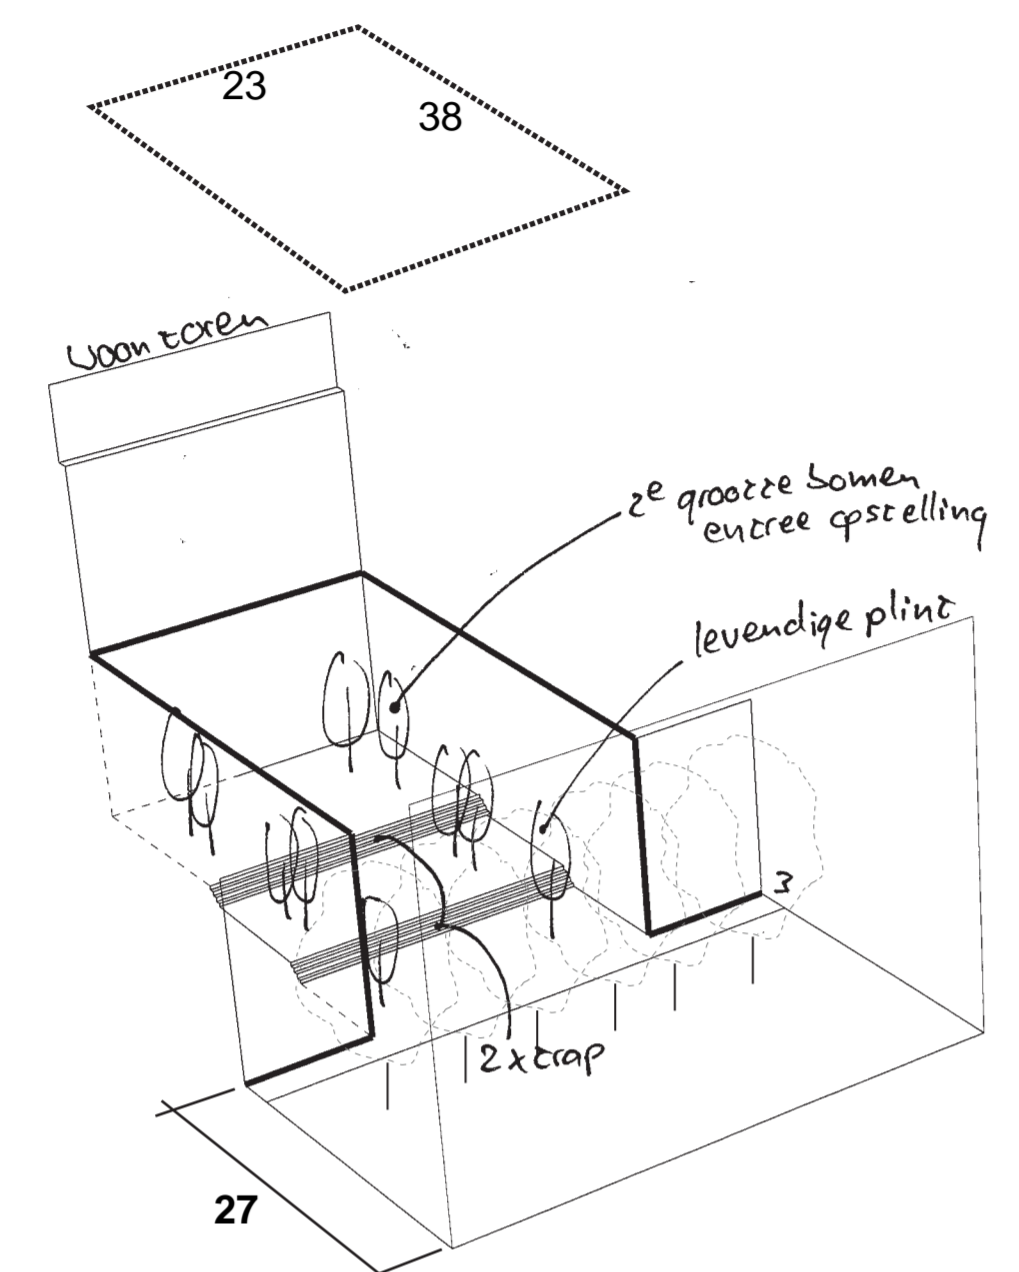 23
38
Woontoren
2e grootte bomen
entree opstelling
levendige plint
3
2x trap
27